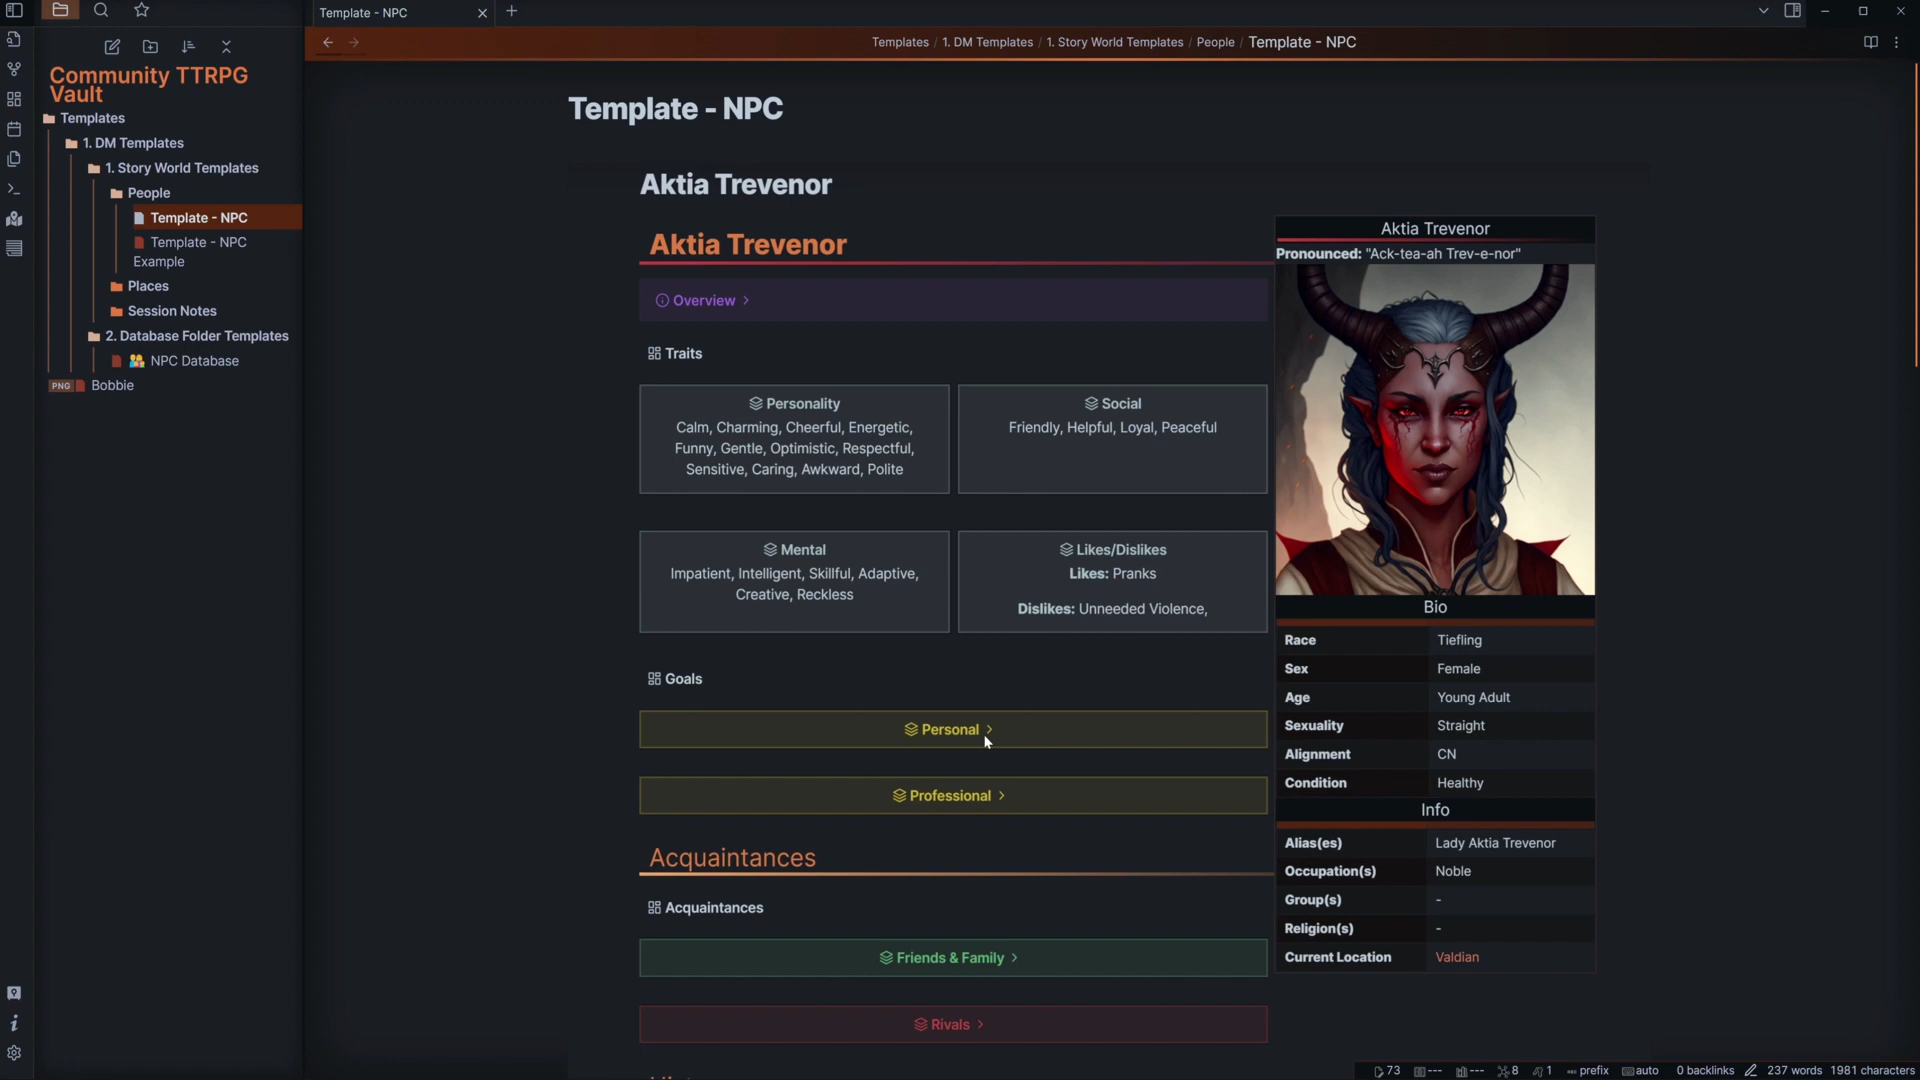 Template - NPC
Templates / 1. DM Templates / 1. Story World Templates / People / Template - NPC
Community TTRPG
Vault
Templates
1. DM Templates
1. Story World Templates
People
Template - NPC
Template - NPC
Example
Places
Session Notes
2. Database Folder Templates
NPC Database
PNG Bobbie
Template - NPC
Aktia Trevenor
Aktia Trevenor
Overview
Traits
Personality
Calm, Charming, Cheerful, Energetic,
Funny, Gentle, Optimistic, Respectful,
Sensitive, Caring, Awkward, Polite
Social
Friendly, Helpful, Loyal, Peaceful
Mental
Impatient, Intelligent, Skillful, Adaptive,
Creative, Reckless
Likes/Dislikes
Likes: Pranks
Dislikes: Unneeded Violence,
Goals
Personal
Professional
Acquaintances
Acquaintances
Friends & Family
Rivals
Aktia Trevenor
Pronounced: "Ack-tea-ah Trev-e-nor"
Bio
Race Tiefling
Sex Female
Age Young Adult
Sexuality Straight
Alignment CN
Condition Healthy
Info
Alias(es) Lady Aktia Trevenor
Occupation(s) Noble
Group(s) -
Religion(s) -
Current Location Valdian
73 --- --- 8 1 prefix auto 0 backlinks 237 words 1981 characters